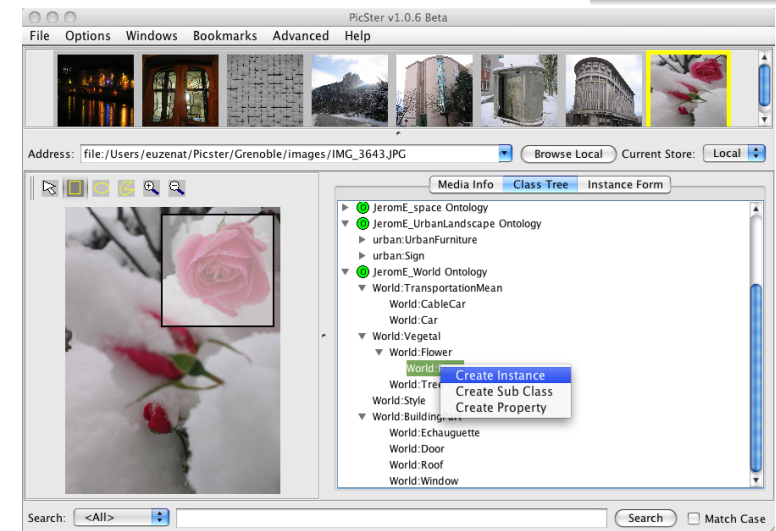 PicSter v1.0.6 Beta
File Options Windows Bookmarks Advanced Help
Address: file:/Users/euzenat/Picster/Grenoble/images/IMG_3643.JPG Browse Local Current Store: Local
Media Info Class Tree Instance Form
JeromE_space Ontology
JeromE_UrbanLandscape Ontology
urban:UrbanFurniture
urban:Sign
JeromE_World Ontology
World:TransportationMean
World:CableCar
World:Car
World:Vegetal
World:Flower
World:
Create Instance
World:Tre
Create Sub Class
World:Style
Create Property
World:Building
World:Echauguette
World:Door
World:Roof
World:Window
Search: <All> Search Match Case